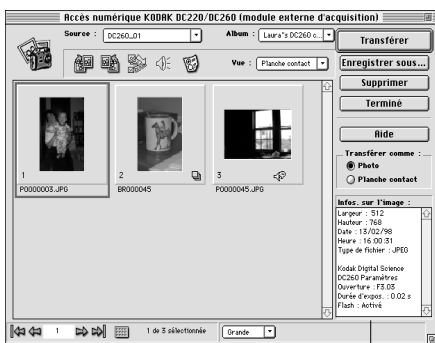 Accès numérique KODAK DC220/DC260 (module externe d'acquisition)
Source : DC260_01 Album : Laura"s DC260 c...
Vue : Planche contact
Transférer
Enregistrer sous...
Supprimer
Terminé
Aide
Transférer comme :
Photo
Planche contact
1
P0000003.JPG
2
BR000045
3
P0000045.JPG
Infos. sur l'image :
Largeur : 512
Hauteur : 768
Date : 13/02/98
Heure : 16:00:31
Type de fichier : JPEG
Kodak Digital Science
DC260 Paramètres
Ouverture : F3.03
Durée d'expos. : 0.02 s
Flash : Activé
1 1 de 3 sélectionnée Grande